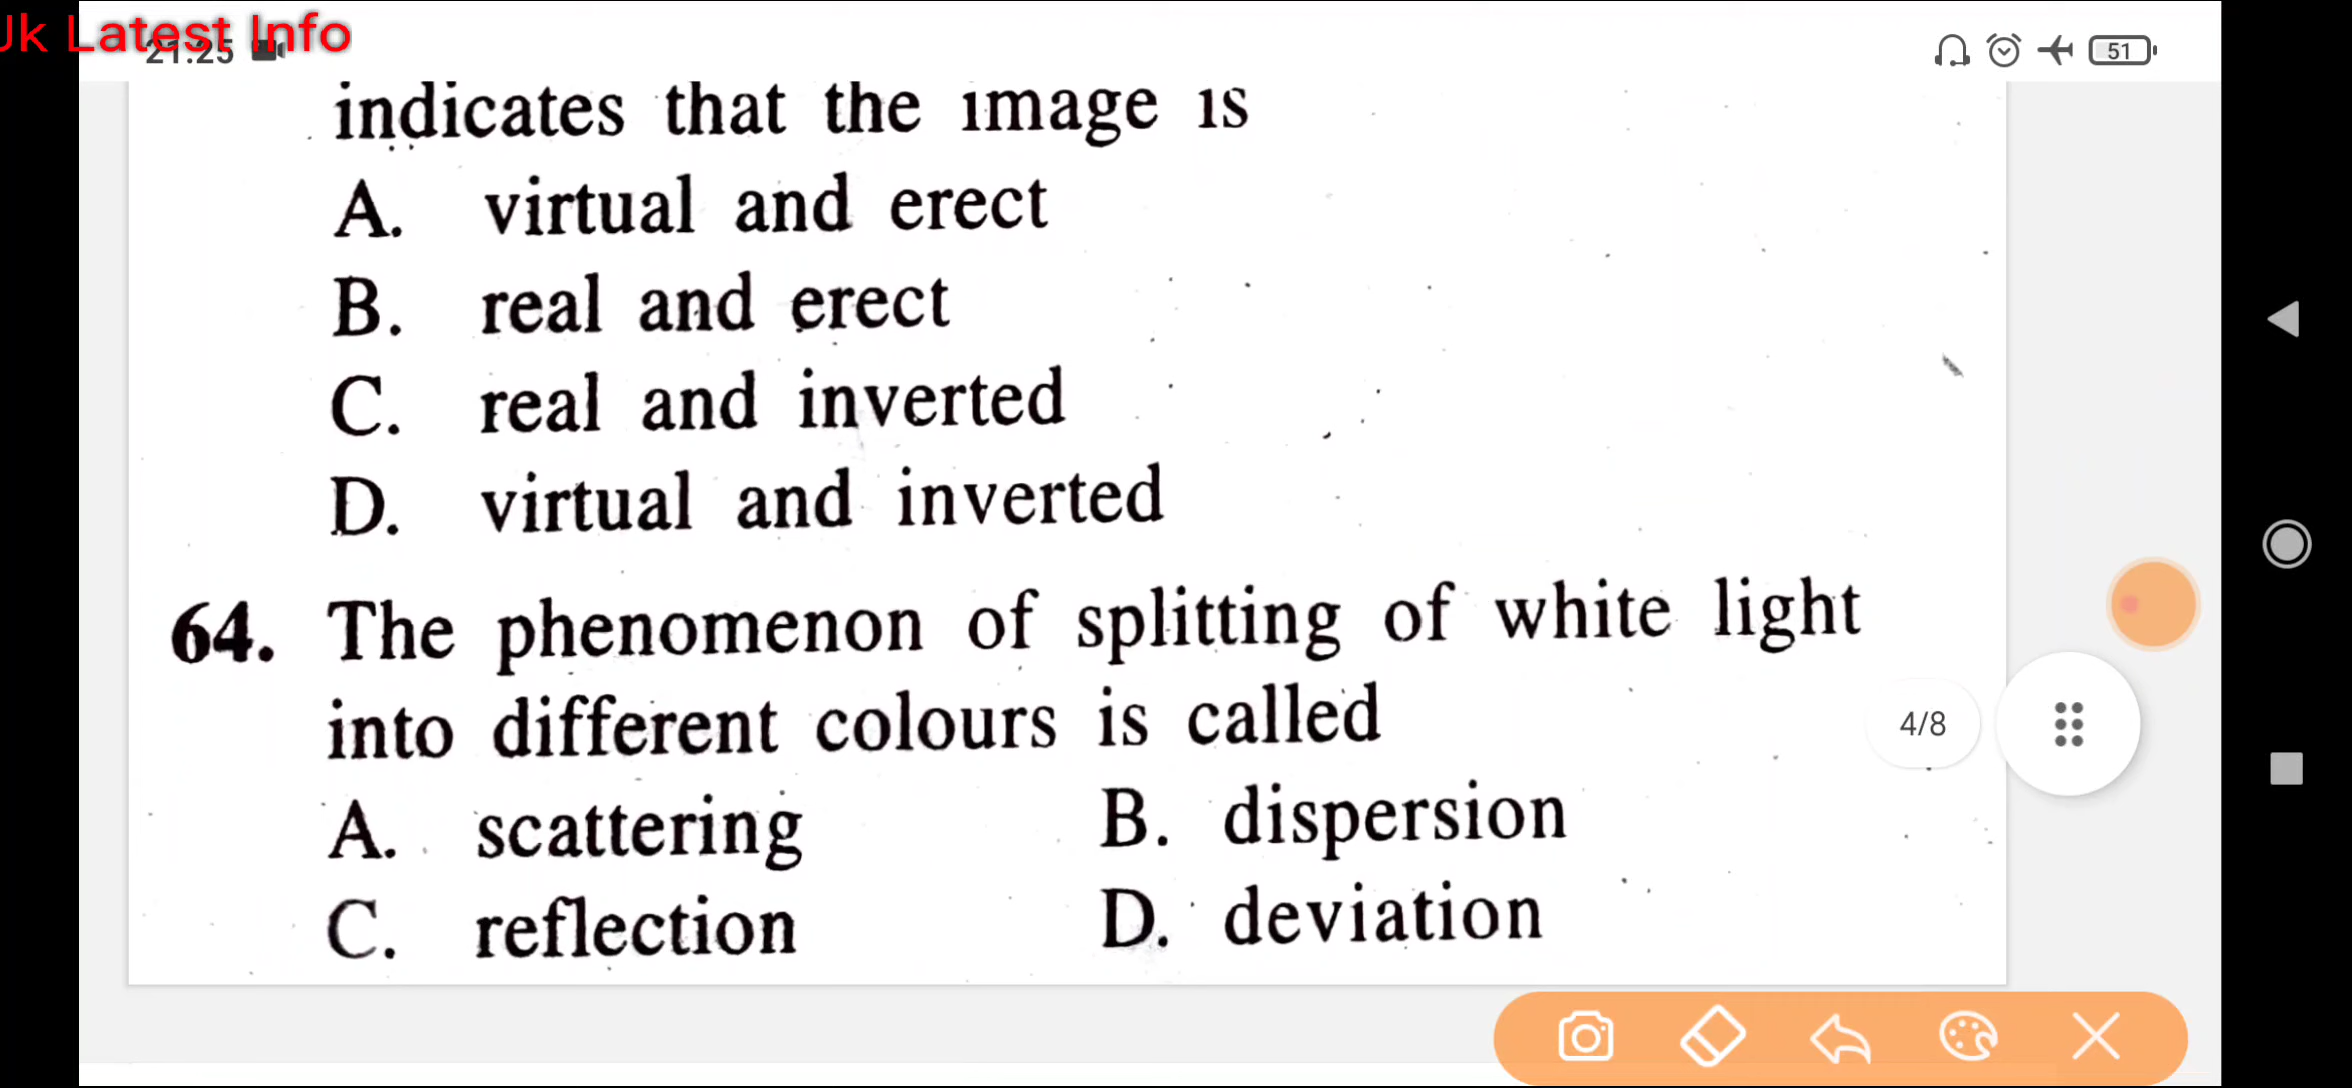 Jk Latest Info
21:25
51
indicates that the image is
A. virtual and erect
B. real and erect
C. real and inverted
D. virtual and inverted
64. The phenomenon of splitting of white light
into different colours is called
A. scattering B. dispersion
C. reflection D. deviation
4/8